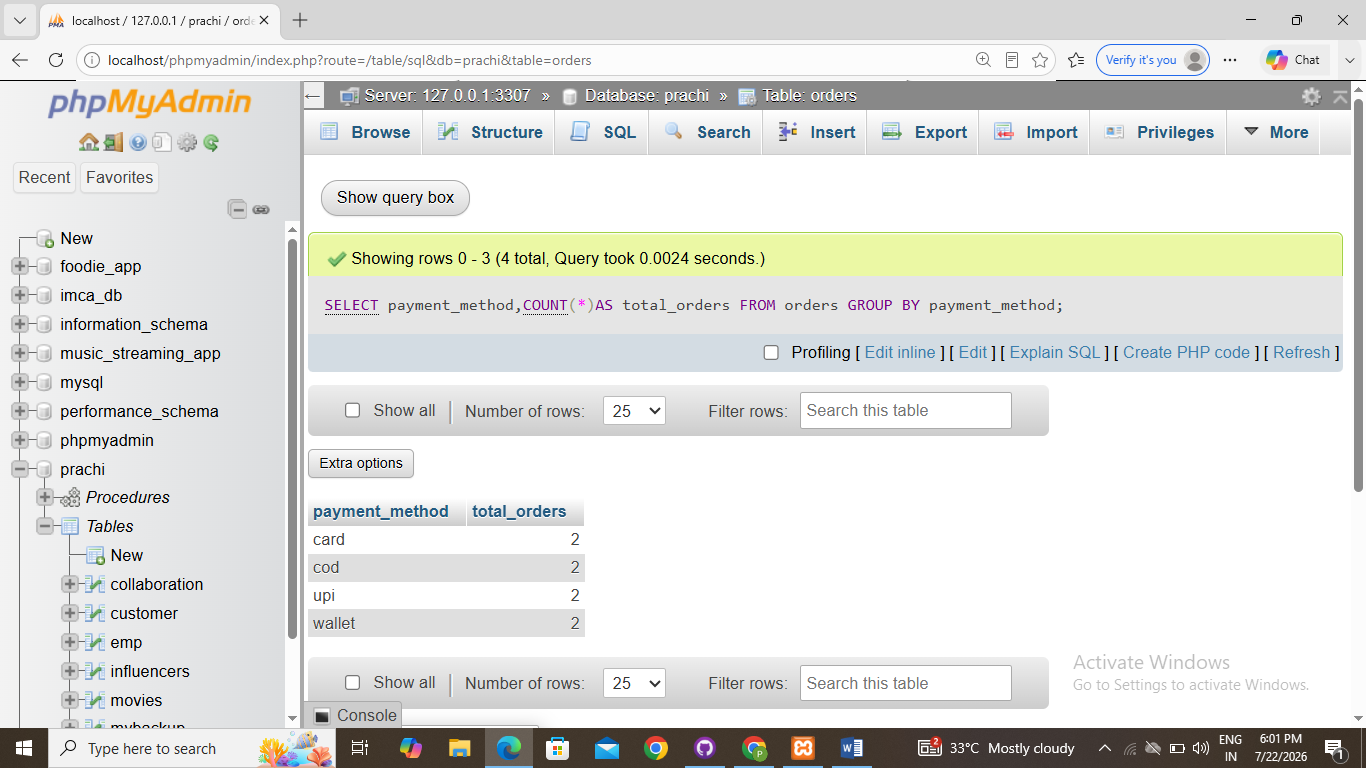 localhost / 127.0.0.1 / prachi / orde
localhost/phpmyadmin/index.php?route=/table/sql&db=prachi&table=orders
Verify it's you
Chat
phpMyAdmin
Recent
Favorites
New
foodie_app
imca_db
information_schema
music_streaming_app
mysql
performance_schema
phpmyadmin
prachi
Procedures
Tables
New
collaboration
customer
emp
influencers
movies
mybackup
Server: 127.0.0.1:3307 » Database: prachi » Table: orders
Browse Structure SQL Search Insert Export Import Privileges More
Show query box
Showing rows 0 - 3 (4 total, Query took 0.0024 seconds.)
SELECT payment_method,COUNT(*)AS total_orders FROM orders GROUP BY payment_method;
Profiling [ Edit inline ] [ Edit ] [ Explain SQL ] [ Create PHP code ] [ Refresh ]
Show all | Number of rows: 25 Filter rows: Search this table
Extra options
payment_method total_orders
card 2
cod 2
upi 2
wallet 2
Show all | Number of rows: 25 Filter rows: Search this table
Console
Activate Windows
Go to Settings to activate Windows.
Type here to search
2
33°C Mostly cloudy
ENG
IN
6:01 PM
7/22/2026
1